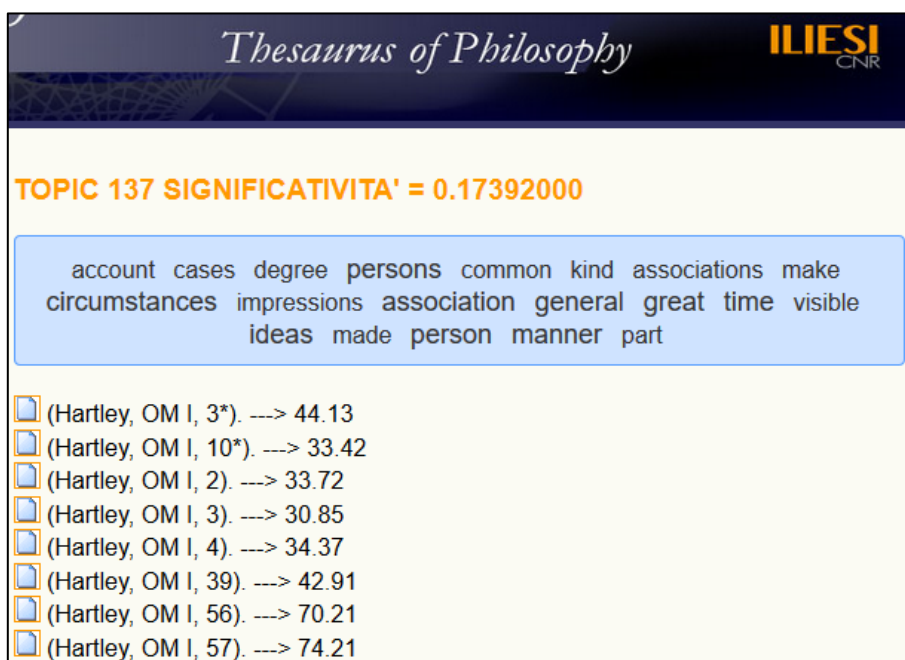 Thesaurus of Philosophy
ILIESI
CNR
TOPIC 137 SIGNIFICATIVITA' = 0.17392000
account cases degree persons common kind associations make
circumstances impressions association general great time visible
ideas made person manner part
(Hartley, OM I, 3*). ---> 44.13
(Hartley, OM I, 10*). ---> 33.42
(Hartley, OM I, 2). ---> 33.72
(Hartley, OM I, 3). ---> 30.85
(Hartley, OM I, 4). ---> 34.37
(Hartley, OM I, 39). ---> 42.91
(Hartley, OM I, 56). ---> 70.21
(Hartley, OM I, 57). ---> 74.21